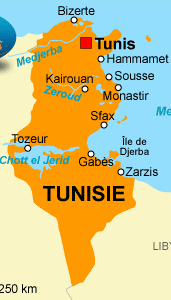 Bizerte
Tunis
Medjerba
Hammamet
Kairouan
Sousse
Zeroud
Monastir
Me
Sfax
Tozeur
Île de
Djerba
Chott el Jerid
Gabès
Zarzis
TUNISIE
LIBY
250 km